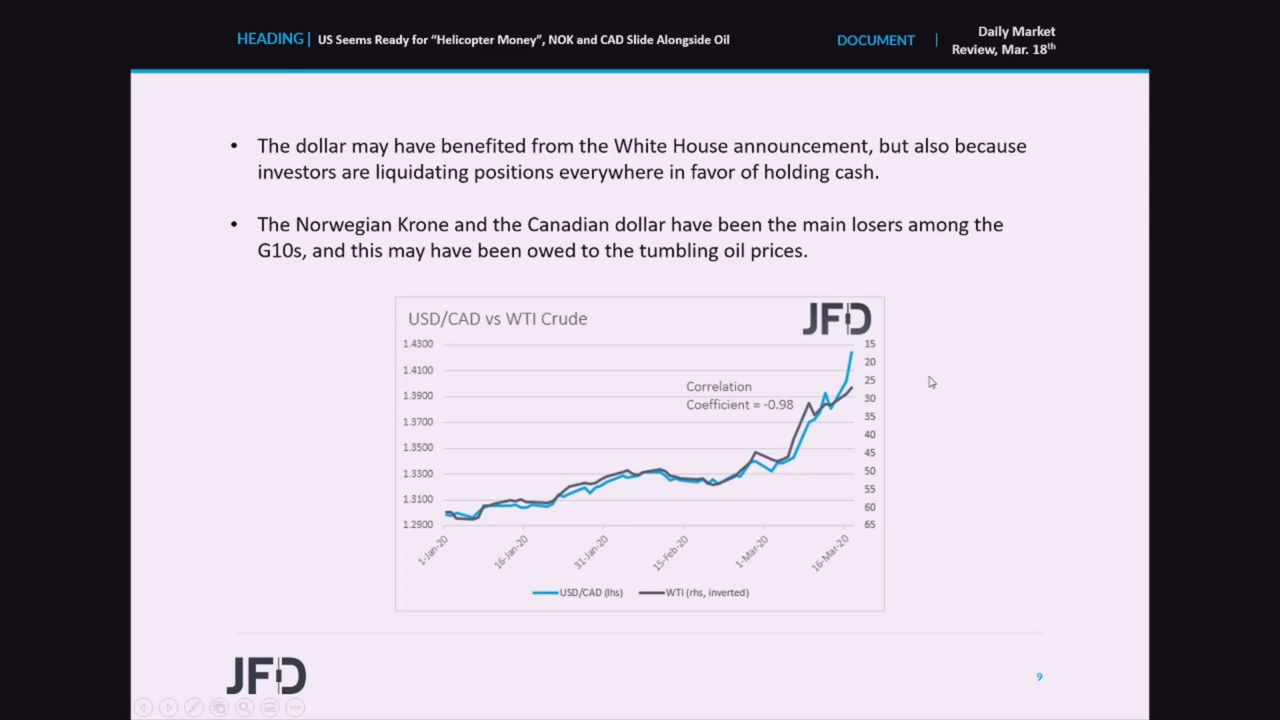 HEADING | US Seems Ready for “Helicopter Money”, NOK and CAD Slide Alongside Oil
DOCUMENT | Daily Market
Review, Mar. 18th
• The dollar may have benefited from the White House announcement, but also because
investors are liquidating positions everywhere in favor of holding cash.
• The Norwegian Krone and the Canadian dollar have been the main losers among the
G10s, and this may have been owed to the tumbling oil prices.
USD/CAD vs WTI Crude
JFD
1.4300
1.4100
1.3900
1.3700
1.3500
1.3300
1.3100
1.2900
Correlation
Coefficient = -0.98
15
20
25
30
35
40
45
50
55
60
65
1-Jan-20
16-Jan-20
31-Jan-20
15-Feb-20
1-Mar-20
16-Mar-20
USD/CAD (lhs)
WTI (rhs, inverted)
JFD
9